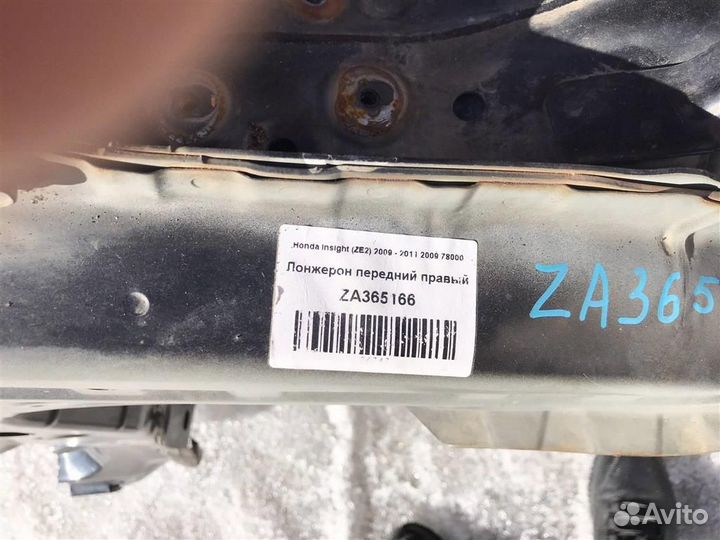 Honda Insight (ZE2) 2009 - 2011 2009 78000
Лонжерон передний правый
ZA365166
ZA365
Avito